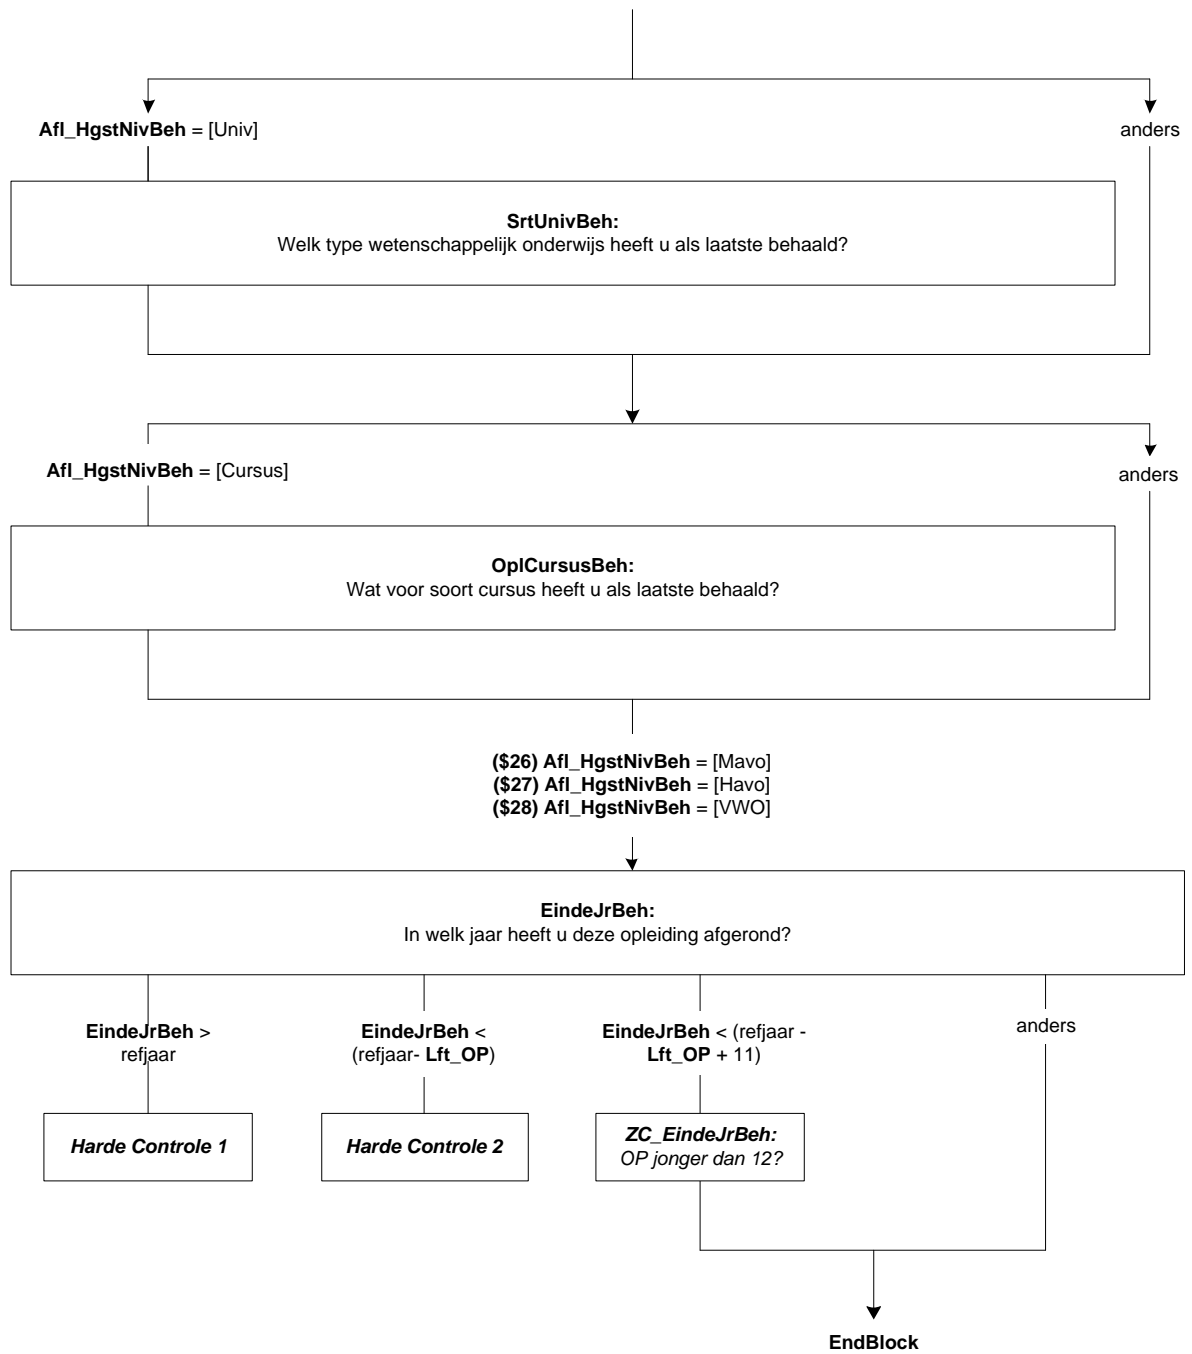 Afl_HgstNivBeh = [Univ]
anders
SrtUnivBeh:
Welk type wetenschappelijk onderwijs heeft u als laatste behaald?
Afl_HgstNivBeh = [Cursus]
anders
OplCursusBeh:
Wat voor soort cursus heeft u als laatste behaald?
($26) Afl_HgstNivBeh = [Mavo]
($27) Afl_HgstNivBeh = [Havo]
($28) Afl_HgstNivBeh = [VWO]
EindeJrBeh:
In welk jaar heeft u deze opleiding afgerond?
EindeJrBeh >
refjaar
EindeJrBeh <
(refjaar- Lft_OP)
EindeJrBeh < (refjaar -
Lft_OP + 11)
anders
Harde Controle 1
Harde Controle 2
ZC_EindeJrBeh:
OP jonger dan 12?
EndBlock